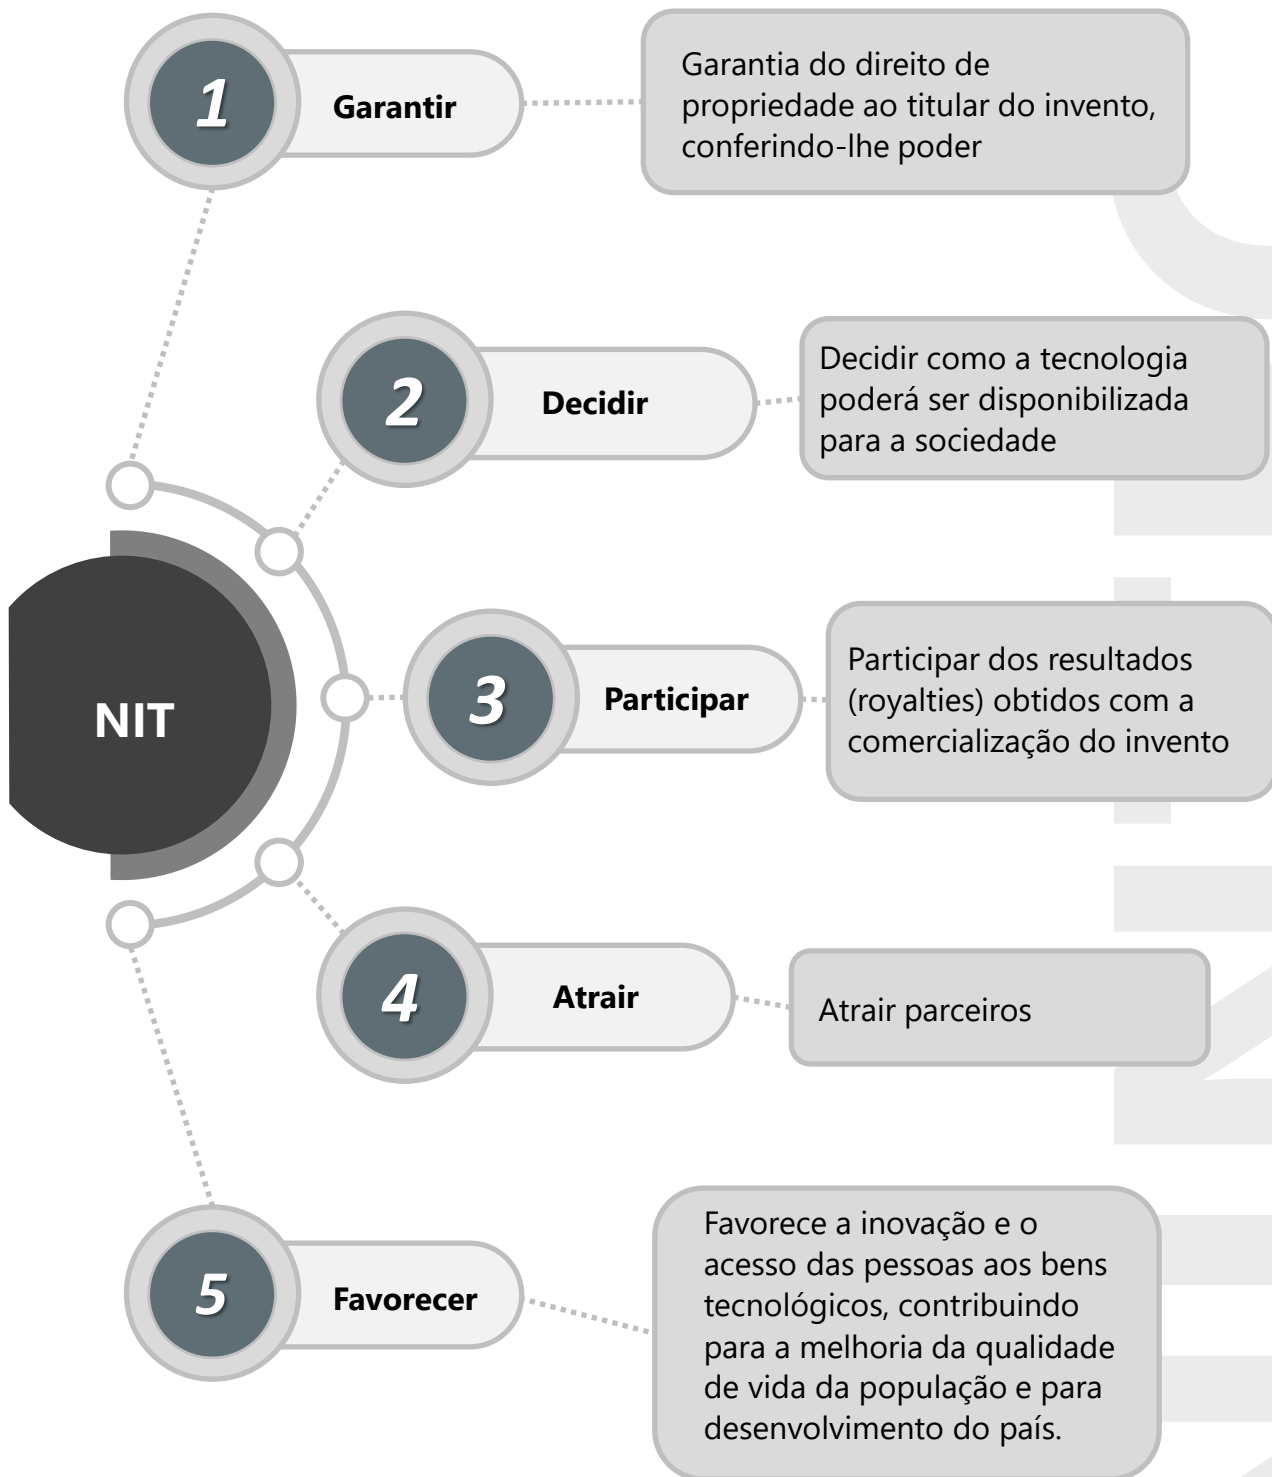 1
Garantir
Garantia do direito de
propriedade ao titular do invento,
conferindo-lhe poder
2
Decidir
Decidir como a tecnologia
poderá ser disponibilizada
para a sociedade
NIT
3
Participar
Participar dos resultados
(royalties) obtidos com a
comercialização do invento
4
Atrair
Atrair parceiros
5
Favorecer
Favorece a inovação e o
acesso das pessoas aos bens
tecnológicos, contribuindo
para a melhoria da qualidade
de vida da população e para
desenvolvimento do país.